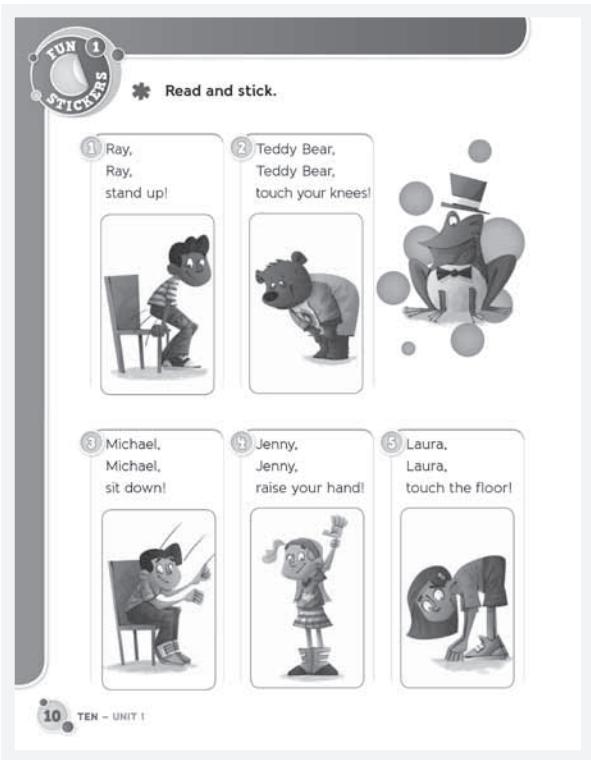 FUN 1
STICKERS
Read and stick.
1 Ray,
Ray,
stand up!
2 Teddy Bear,
Teddy Bear,
touch your knees!
3 Michael,
Michael,
sit down!
4 Jenny,
Jenny,
raise your hand!
5 Laura,
Laura,
touch the floor!
10 TEN – UNIT 1